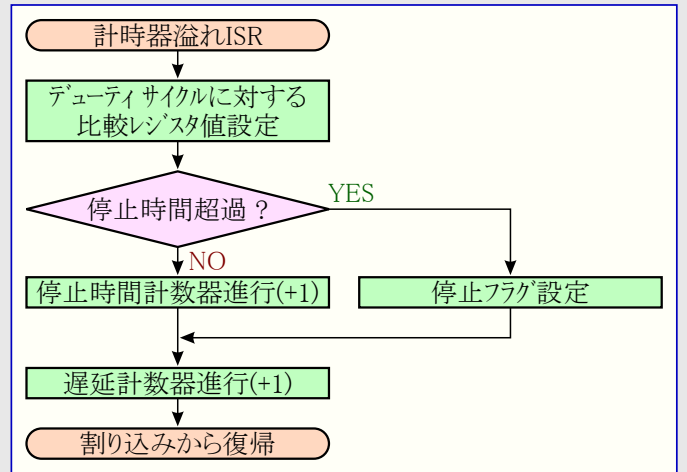 計時器溢れISR
ﾃﾞｭｰﾃｨ ｻｲｸﾙに対する
比較ﾚｼﾞｽﾀ値設定
停止時間超過 ?
YES
NO
停止時間計数器進行(+1)
停止ﾌﾗｸﾞ設定
遅延計数器進行(+1)
割り込みから復帰